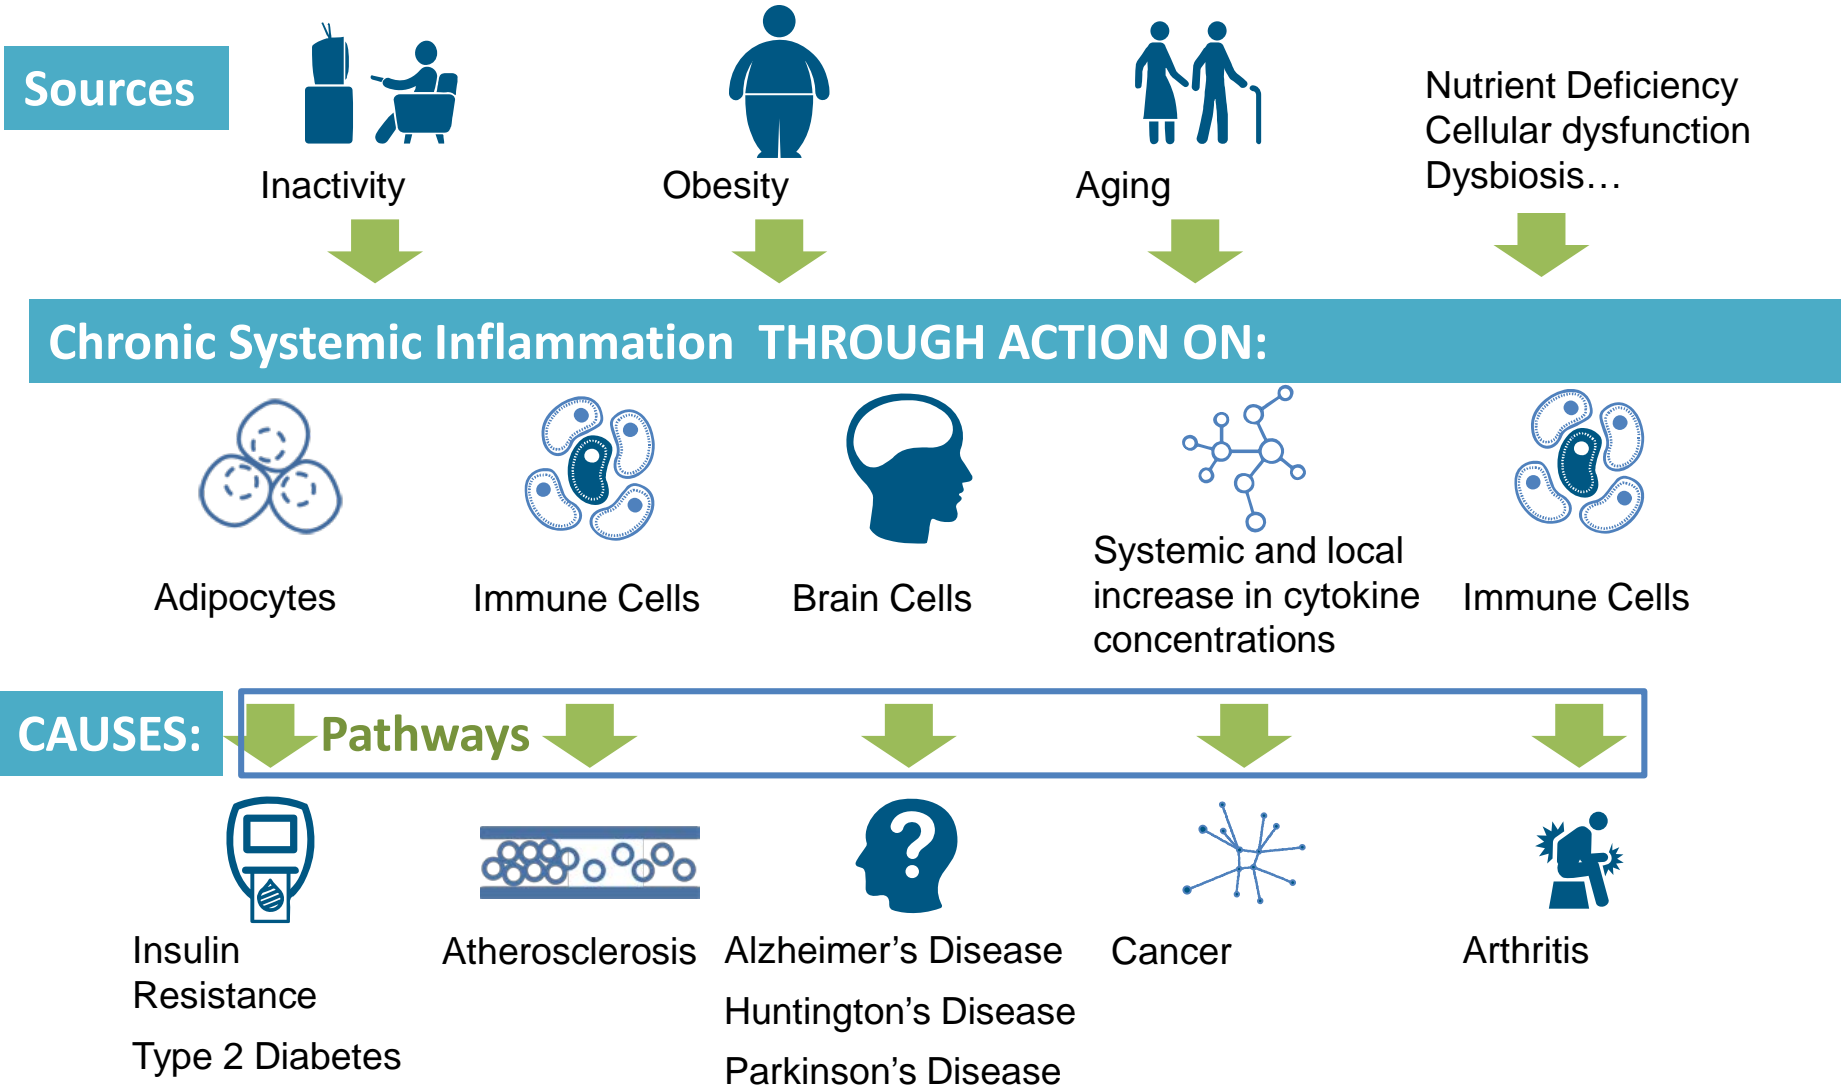 Sources
Inactivity
Obesity
Aging
Nutrient Deficiency
Cellular dysfunction
Dysbiosis…
Chronic Systemic Inflammation  THROUGH ACTION ON:
Adipocytes
Immune Cells
Brain Cells
Systemic and local
increase in cytokine
concentrations
Immune Cells
CAUSES:
Pathways
Insulin
Resistance
Type 2 Diabetes
Atherosclerosis
Alzheimer’s Disease
Huntington’s Disease
Parkinson’s Disease
Cancer
Arthritis